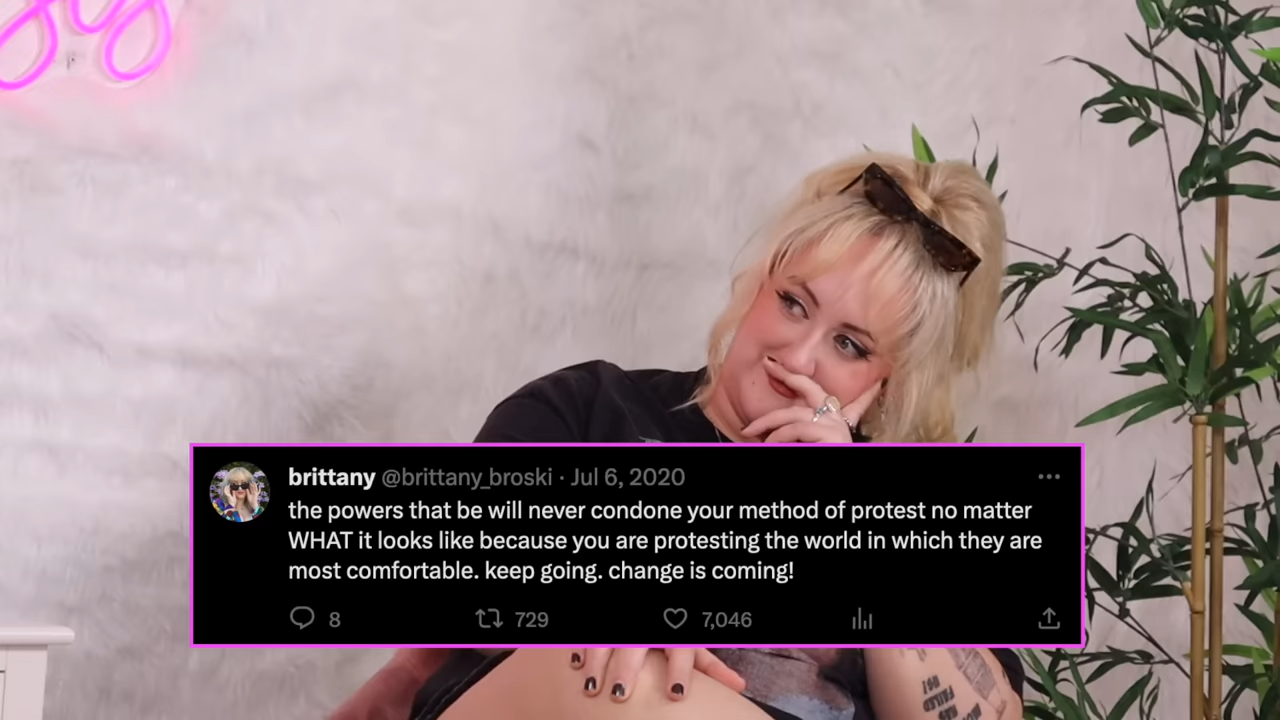 brittany @brittany_broski · Jul 6, 2020
the powers that be will never condone your method of protest no matter
WHAT it looks like because you are protesting the world in which they are
most comfortable. keep going. change is coming!
8 729 7,046
FAILED